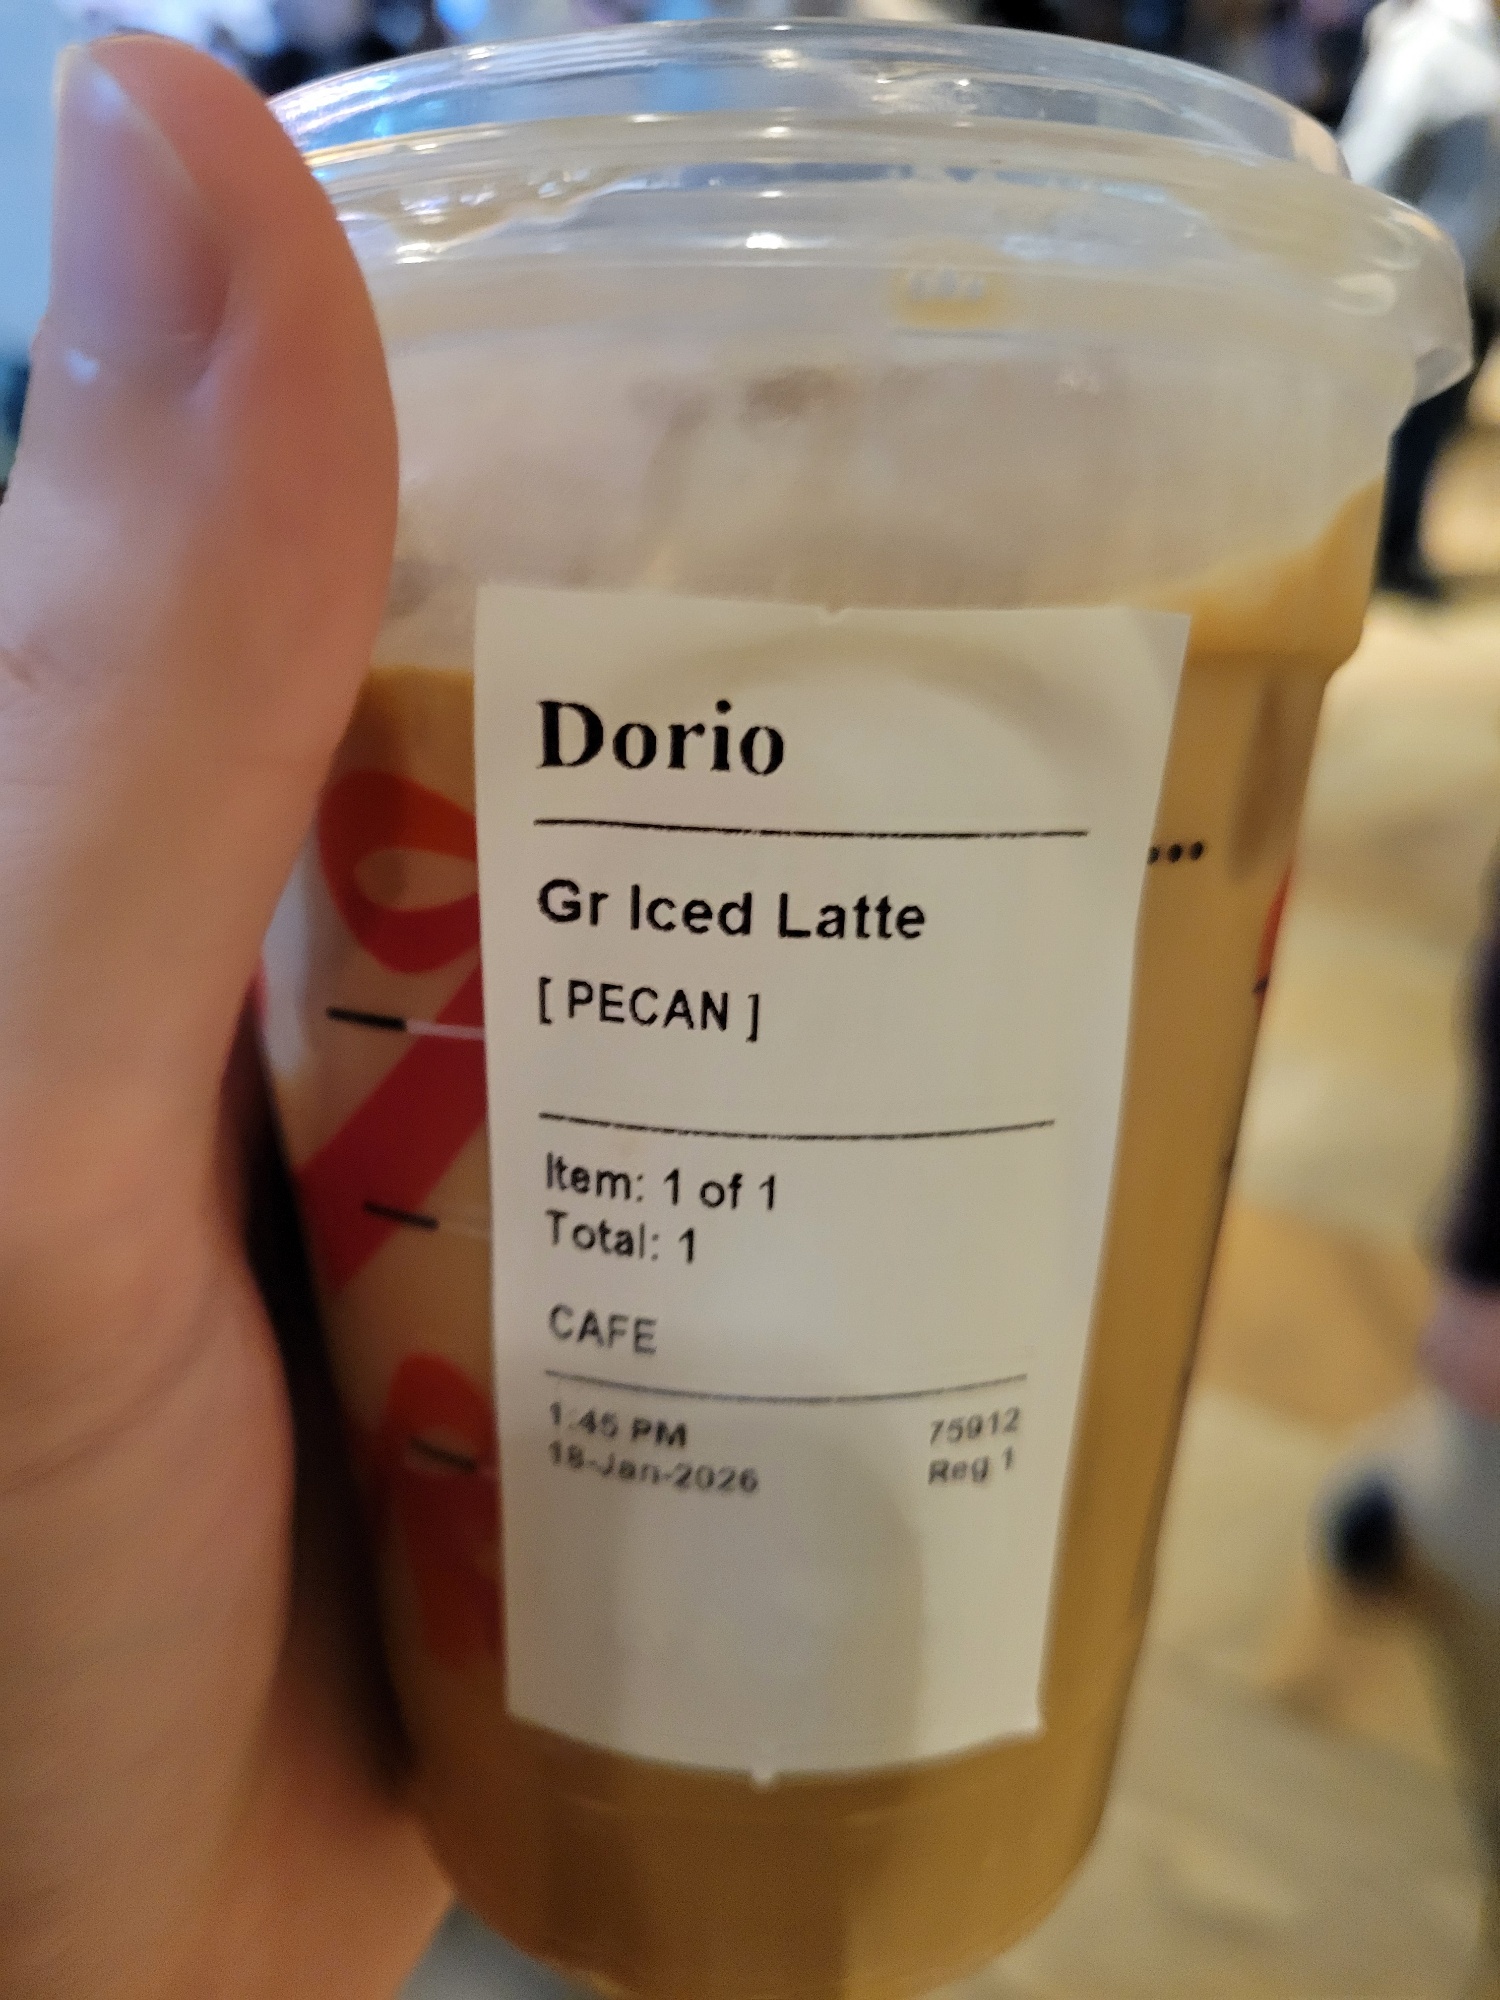 Dorio
Gr Iced Latte
[ PECAN ]
Item: 1 of 1
Total: 1
CAFE
1:45 PM 75912
18-Jan-2026 Reg 1